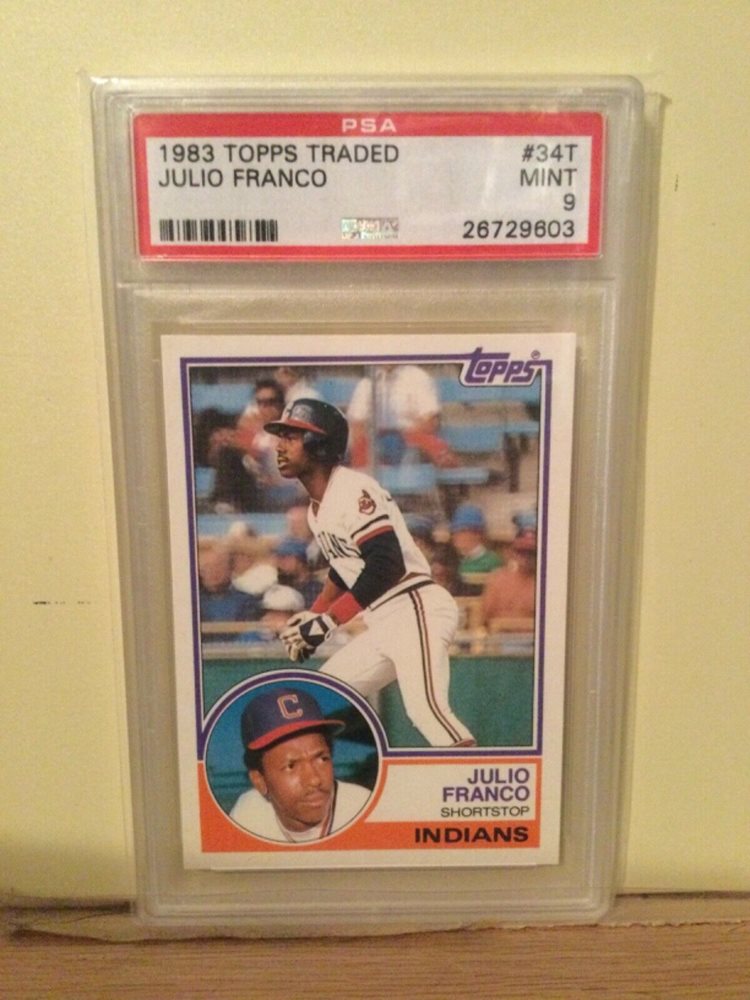 PSA
1983 TOPPS TRADED #34T
JULIO FRANCO MINT
9
26729603
topps®
C
JULIO
FRANCO
SHORTSTOP
INDIANS